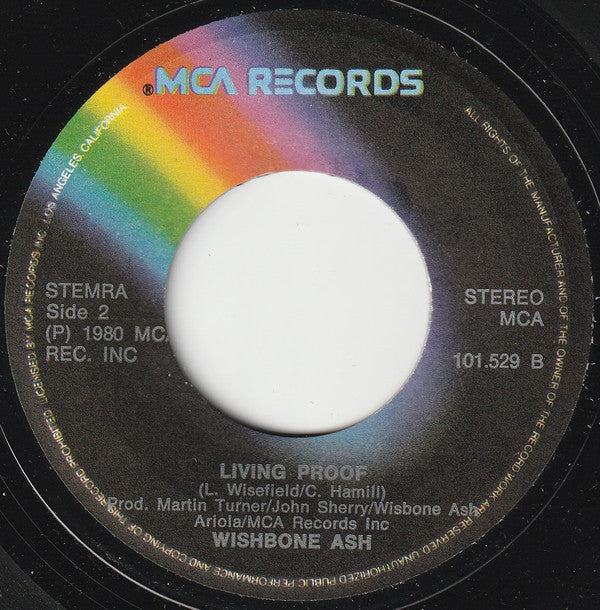 ®MCA RECORDS
STEMRA
Side 2
(P) 1980 MCA
REC. INC
STEREO
MCA
101.529 B
LIVING PROOF
(L. Wisefield/C. Hamill)
Prod. Martin Turner/John Sherry/Wisbone Ash
Ariola/MCA Records Inc
WISHBONE ASH
ALL RIGHTS OF THE MANUFACTURER AND OF THE OWNER OF THE RECORDED WORK ARE RESERVED UNAUTHORIZED PUBLIC PERFORMANCE AND COPYING OF THIS RECORD PROHIBITED LICENSED BY MCA RECORDS INC. LOS ANGELES, CALIFORNIA